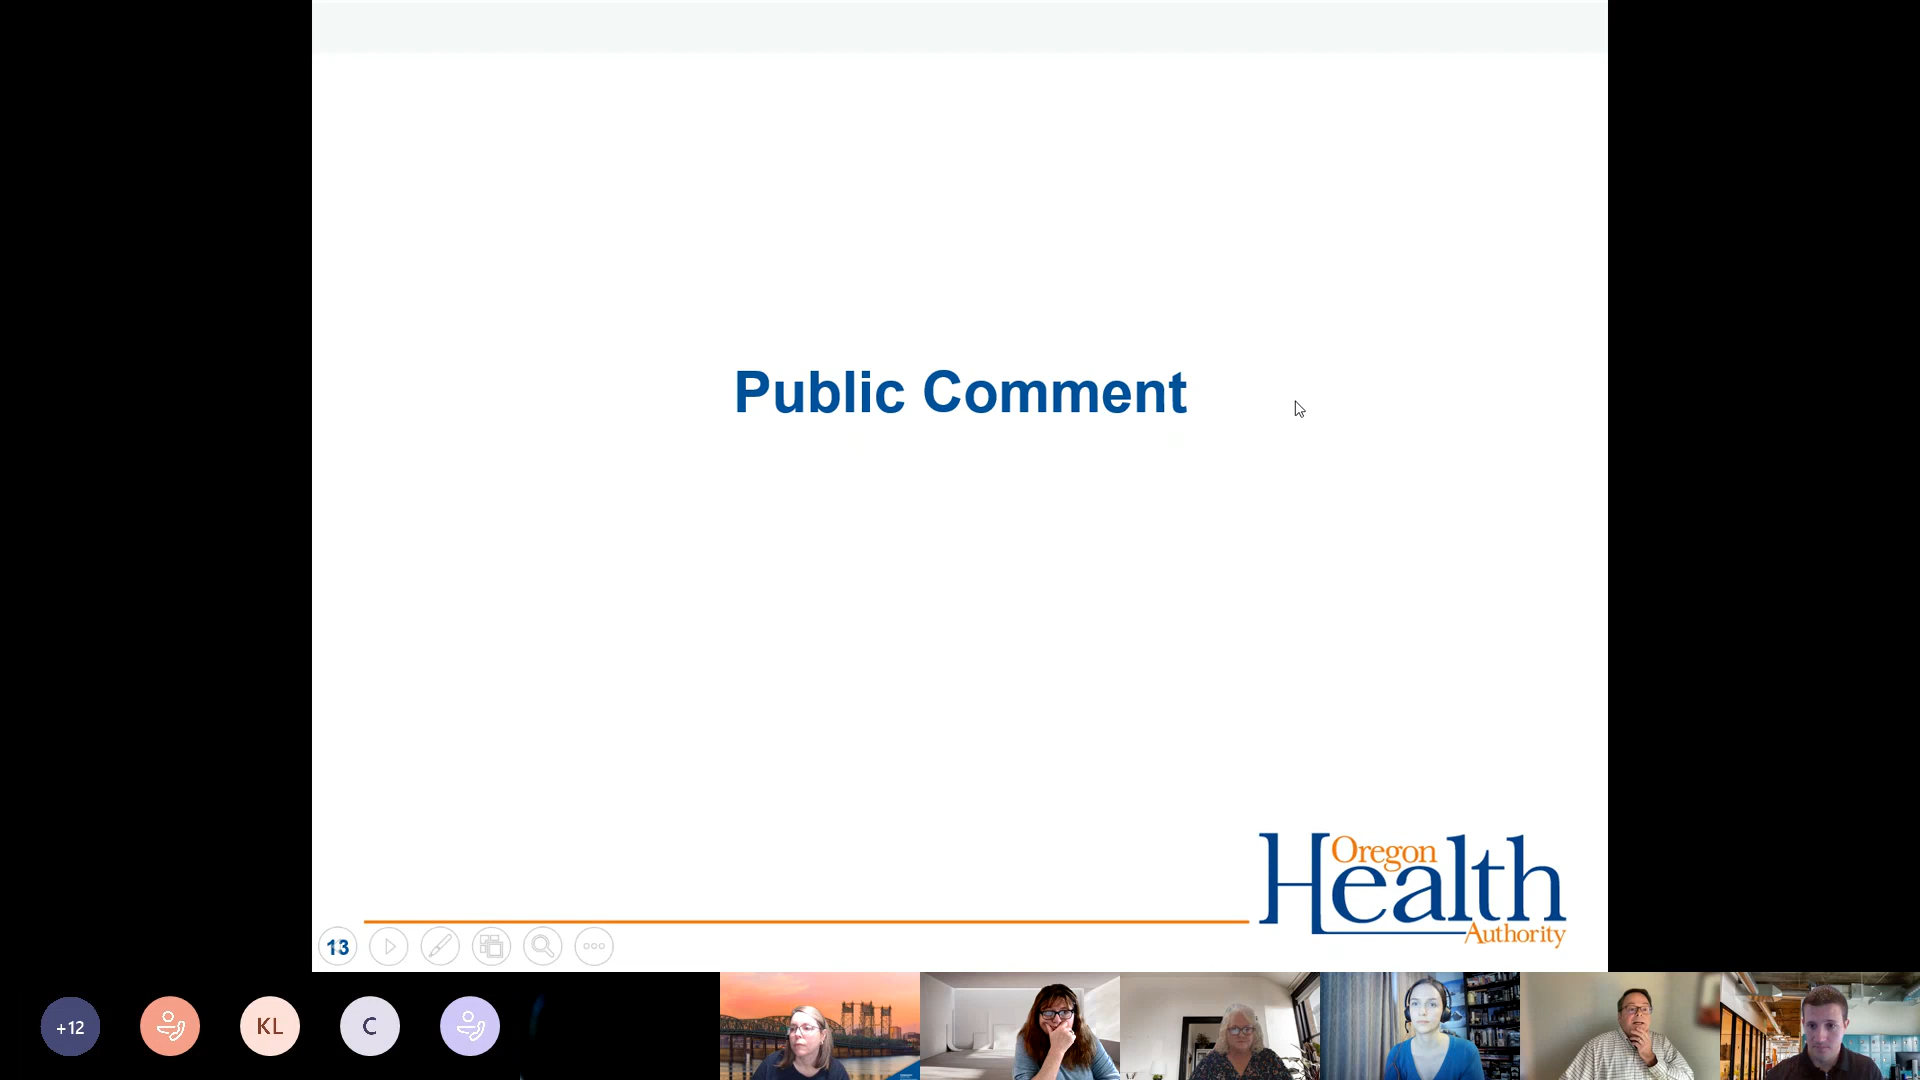 Public Comment
Oregon
Health
Authority
13
+12
KL
C